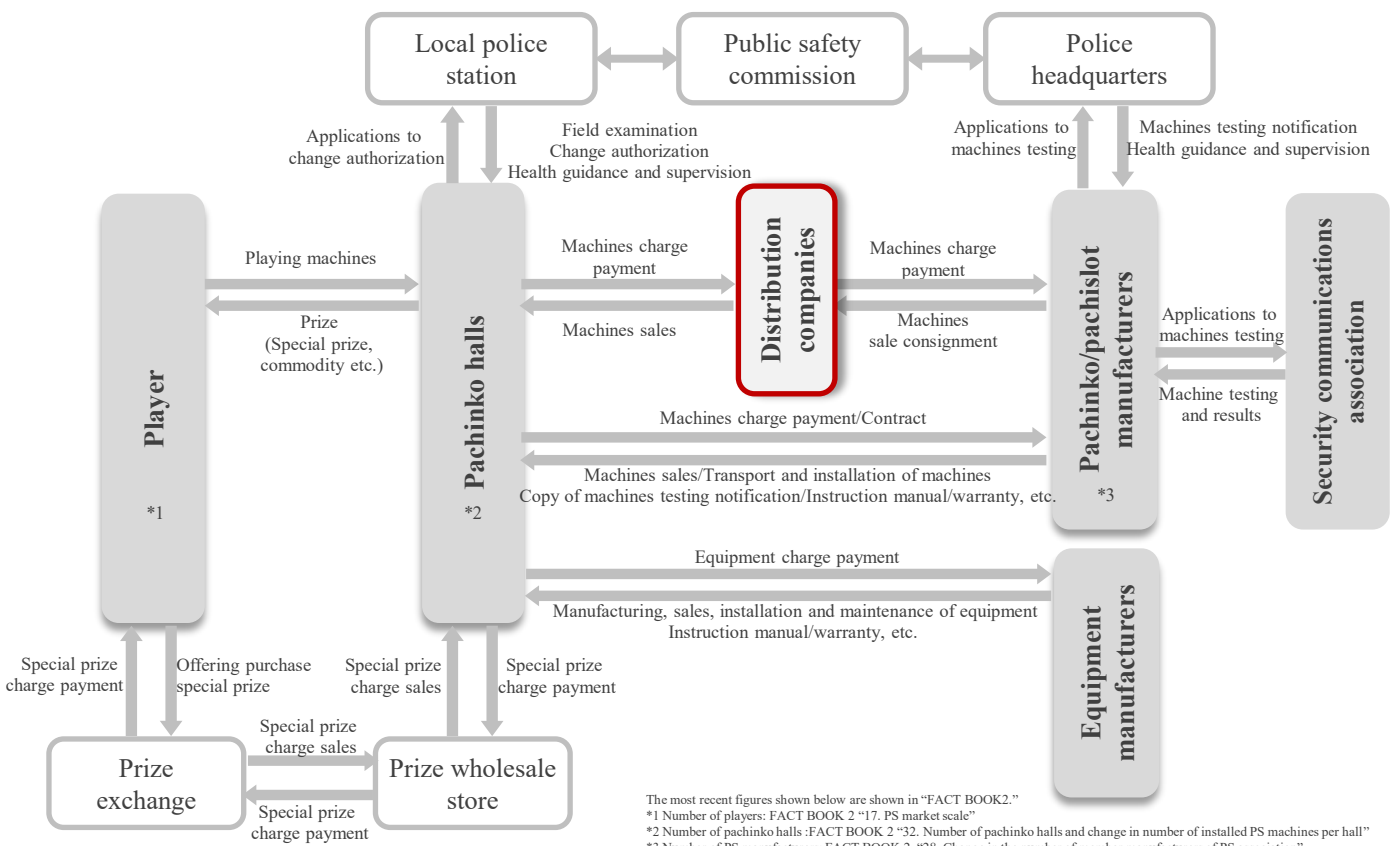 Local police
station
Public safety
commission
Police
headquarters
Applications to
change authorization
Field examination
Change authorization
Health guidance and supervision
Applications to
machines testing
Machines testing notification
Health guidance and supervision
Player
*1
Playing machines
Prize
(Special prize,
commodity etc.)
Pachinko halls
*2
Machines charge
payment
Machines sales
Distribution
companies
Machines charge
payment
Machines
sale consignment
Pachinko/pachislot
manufacturers
*3
Applications to
machines testing
Machine testing
and results
Security communications
association
Machines charge payment/Contract
Machines sales/Transport and installation of machines
Copy of machines testing notification/Instruction manual/warranty, etc.
Equipment charge payment
Manufacturing, sales, installation and maintenance of equipment
Instruction manual/warranty, etc.
Equipment
manufacturers
Special prize
charge payment
Offering purchase
special prize
Special prize
charge sales
Special prize
charge payment
Prize
exchange
Special prize
charge sales
Special prize
charge payment
Prize wholesale
store
The most recent figures shown below are shown in “FACT BOOK2.”
*1 Number of players: FACT BOOK 2 “17. PS market scale”
*2 Number of pachinko halls :FACT BOOK 2 “32. Number of pachinko halls and change in number of installed PS machines per hall”